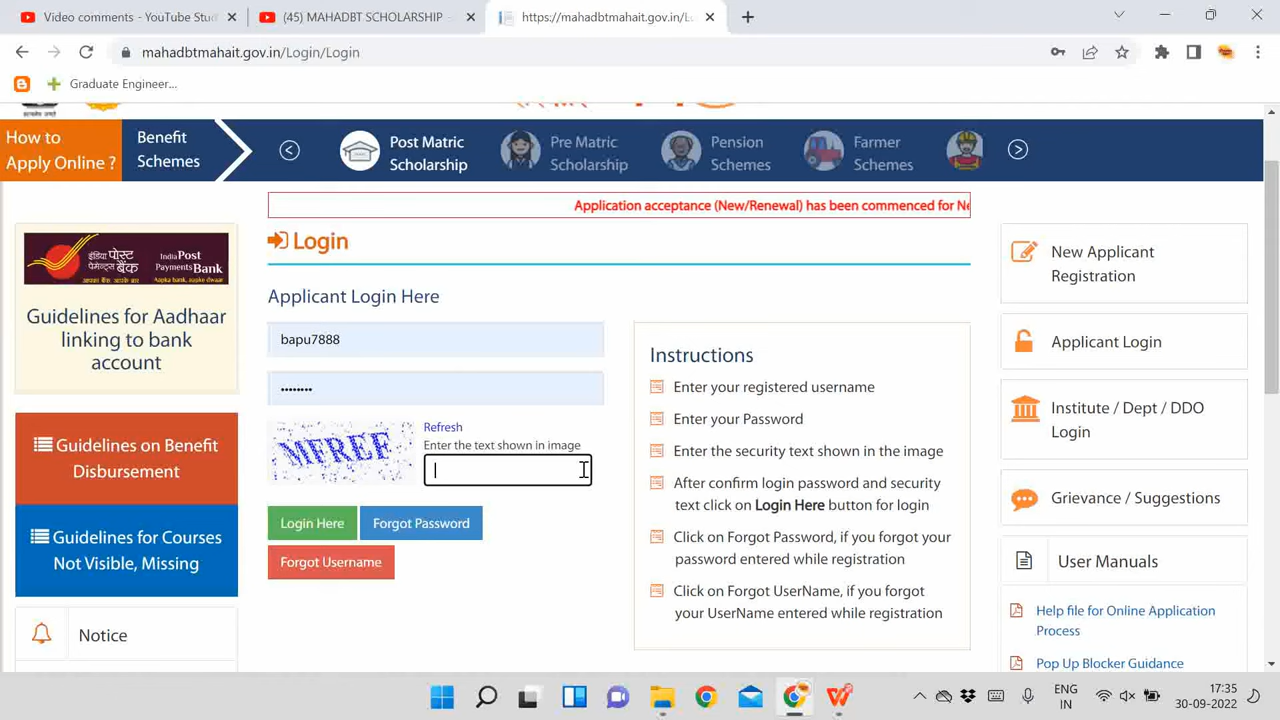 Video comments - YouTube Stu
(45) MAHADBT SCHOLARSHIP
https://mahadbtmahait.gov.in/L
mahadbtmahait.gov.in/Login/Login
Graduate Engineer...
How to
Apply Online ?
Benefit
Schemes
Post Matric
Scholarship
Pre Matric
Scholarship
Pension
Schemes
Farmer
Schemes
Application acceptance (New/Renewal) has been commenced for Ne
इंडिया पोस्ट
पेमेन्ट्स बैंक
आपका बैंक, आपके द्वार
India Post
Payments Bank
Aapka bank, aapke dwaar
Guidelines for Aadhaar
linking to bank
account
Guidelines on Benefit
Disbursement
Guidelines for Courses
Not Visible, Missing
Notice
Login
Applicant Login Here
bapu7888
••••••••
MFREF
Refresh
Enter the text shown in image
Login Here
Forgot Password
Forgot Username
Instructions
Enter your registered username
Enter your Password
Enter the security text shown in the image
After confirm login password and security
text click on Login Here button for login
Click on Forgot Password, if you forgot your
password entered while registration
Click on Forgot UserName, if you forgot
your UserName entered while registration
New Applicant
Registration
Applicant Login
Institute / Dept / DDO
Login
Grievance / Suggestions
User Manuals
Help file for Online Application
Process
Pop Up Blocker Guidance
ENG
IN
17:35
30-09-2022